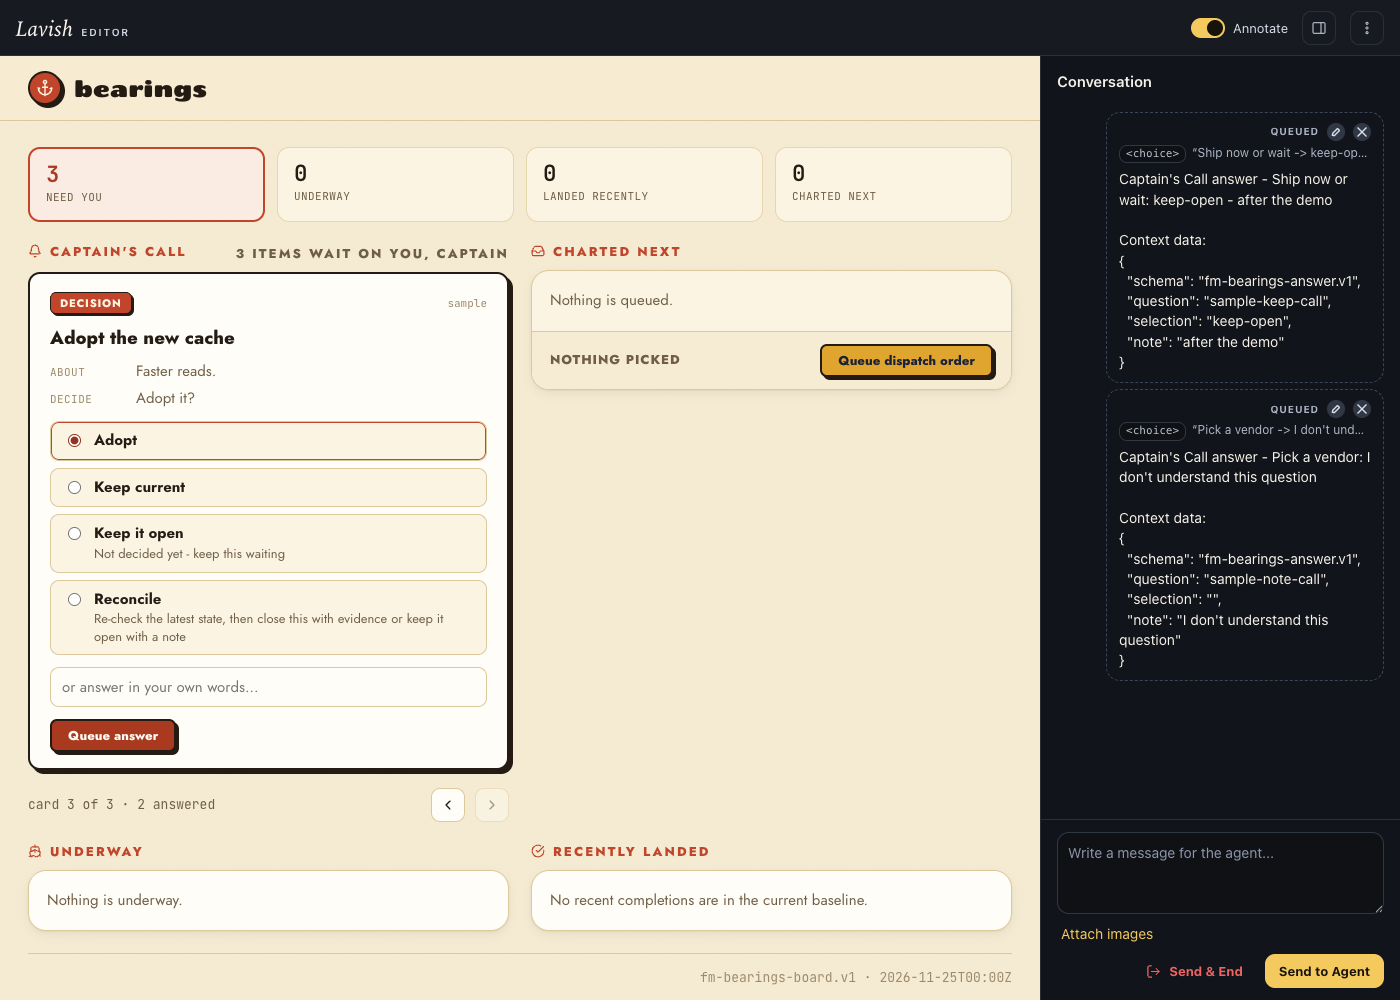 Lavish EDITOR
Annotate
bearings
3
NEED YOU
0
UNDERWAY
0
LANDED RECENTLY
0
CHARTED NEXT
CAPTAIN'S CALL
3 ITEMS WAIT ON YOU, CAPTAIN
DECISION
sample
Adopt the new cache
ABOUT Faster reads.
DECIDE Adopt it?
Adopt
Keep current
Keep it open
Not decided yet - keep this waiting
Reconcile
Re-check the latest state, then close this with evidence or keep it
open with a note
or answer in your own words...
Queue answer
card 3 of 3 · 2 answered
CHARTED NEXT
Nothing is queued.
NOTHING PICKED
Queue dispatch order
UNDERWAY
Nothing is underway.
RECENTLY LANDED
No recent completions are in the current baseline.
fm-bearings-board.v1 · 2026-11-25T00:00Z
Conversation
QUEUED
<choice> "Ship now or wait -> keep-op...
Captain's Call answer - Ship now or
wait: keep-open - after the demo
Context data:
{
"schema": "fm-bearings-answer.v1",
"question": "sample-keep-call",
"selection": "keep-open",
"note": "after the demo"
}
QUEUED
<choice> "Pick a vendor -> I don't und...
Captain's Call answer - Pick a vendor: I
don't understand this question
Context data:
{
"schema": "fm-bearings-answer.v1",
"question": "sample-note-call",
"selection": "",
"note": "I don't understand this
question"
}
Write a message for the agent...
Attach images
Send & End
Send to Agent